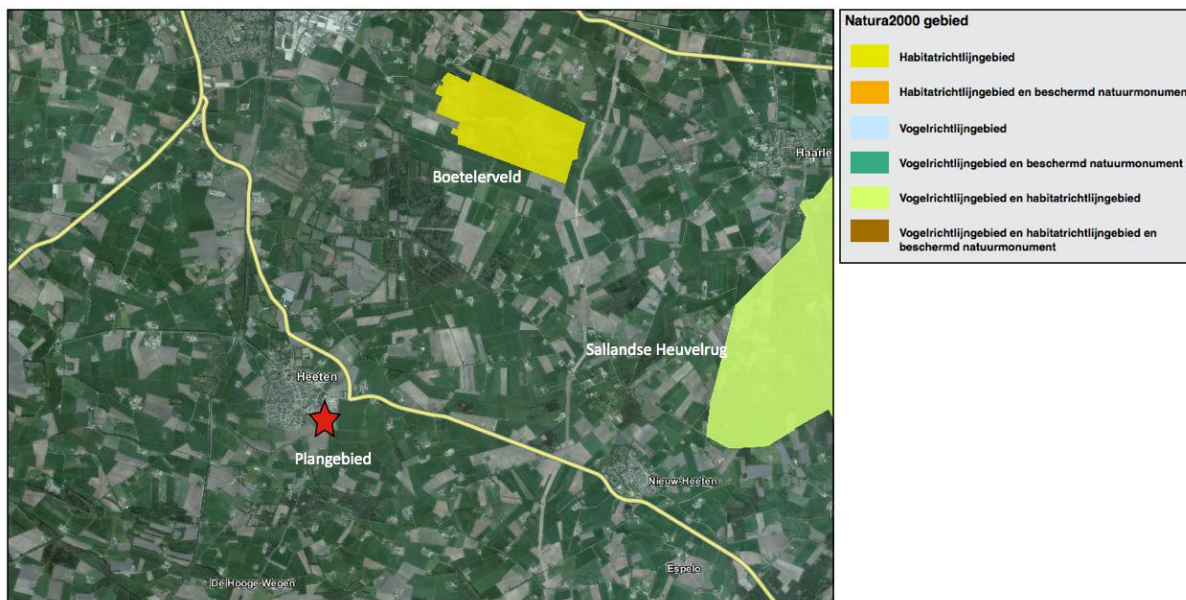 Natura2000 gebied
Habitatrichtlijngebied
Habitatrichtlijngebied en beschermd natuurmonumen
Vogelrichtlijngebied
Vogelrichtlijngebied en beschermd natuurmonument
Vogelrichtlijngebied en habitatrichtlijngebied
Vogelrichtlijngebied en habitatrichtlijngebied en
beschermd natuurmonument
Haarle
Boetelerveld
Sallandse Heuvelrug
Heeten
Plangebied
Nieuw-Heeten
Espelo
De Hooge Wegen